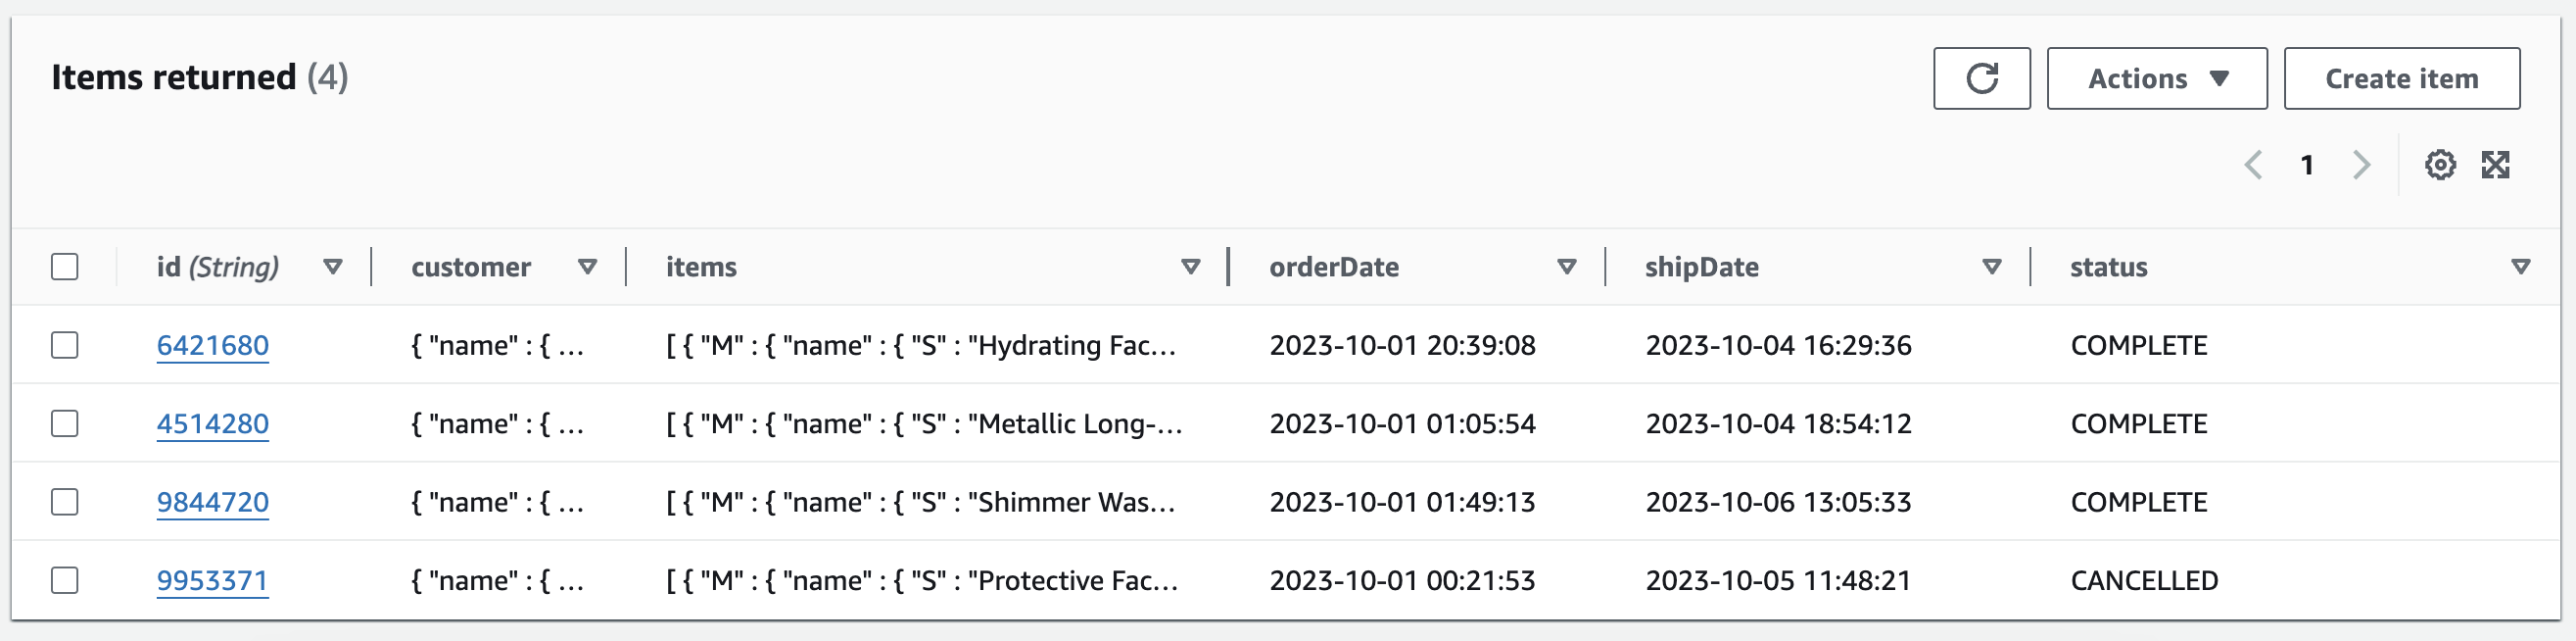 Items returned (4)
Actions
Create item
1
id (String) customer items orderDate shipDate status
6421680 { "name" : { ... [ { "M" : { "name" : { "S" : "Hydrating Fac... 2023-10-01 20:39:08 2023-10-04 16:29:36 COMPLETE
4514280 { "name" : { ... [ { "M" : { "name" : { "S" : "Metallic Long-... 2023-10-01 01:05:54 2023-10-04 18:54:12 COMPLETE
9844720 { "name" : { ... [ { "M" : { "name" : { "S" : "Shimmer Was... 2023-10-01 01:49:13 2023-10-06 13:05:33 COMPLETE
9953371 { "name" : { ... [ { "M" : { "name" : { "S" : "Protective Fac... 2023-10-01 00:21:53 2023-10-05 11:48:21 CANCELLED